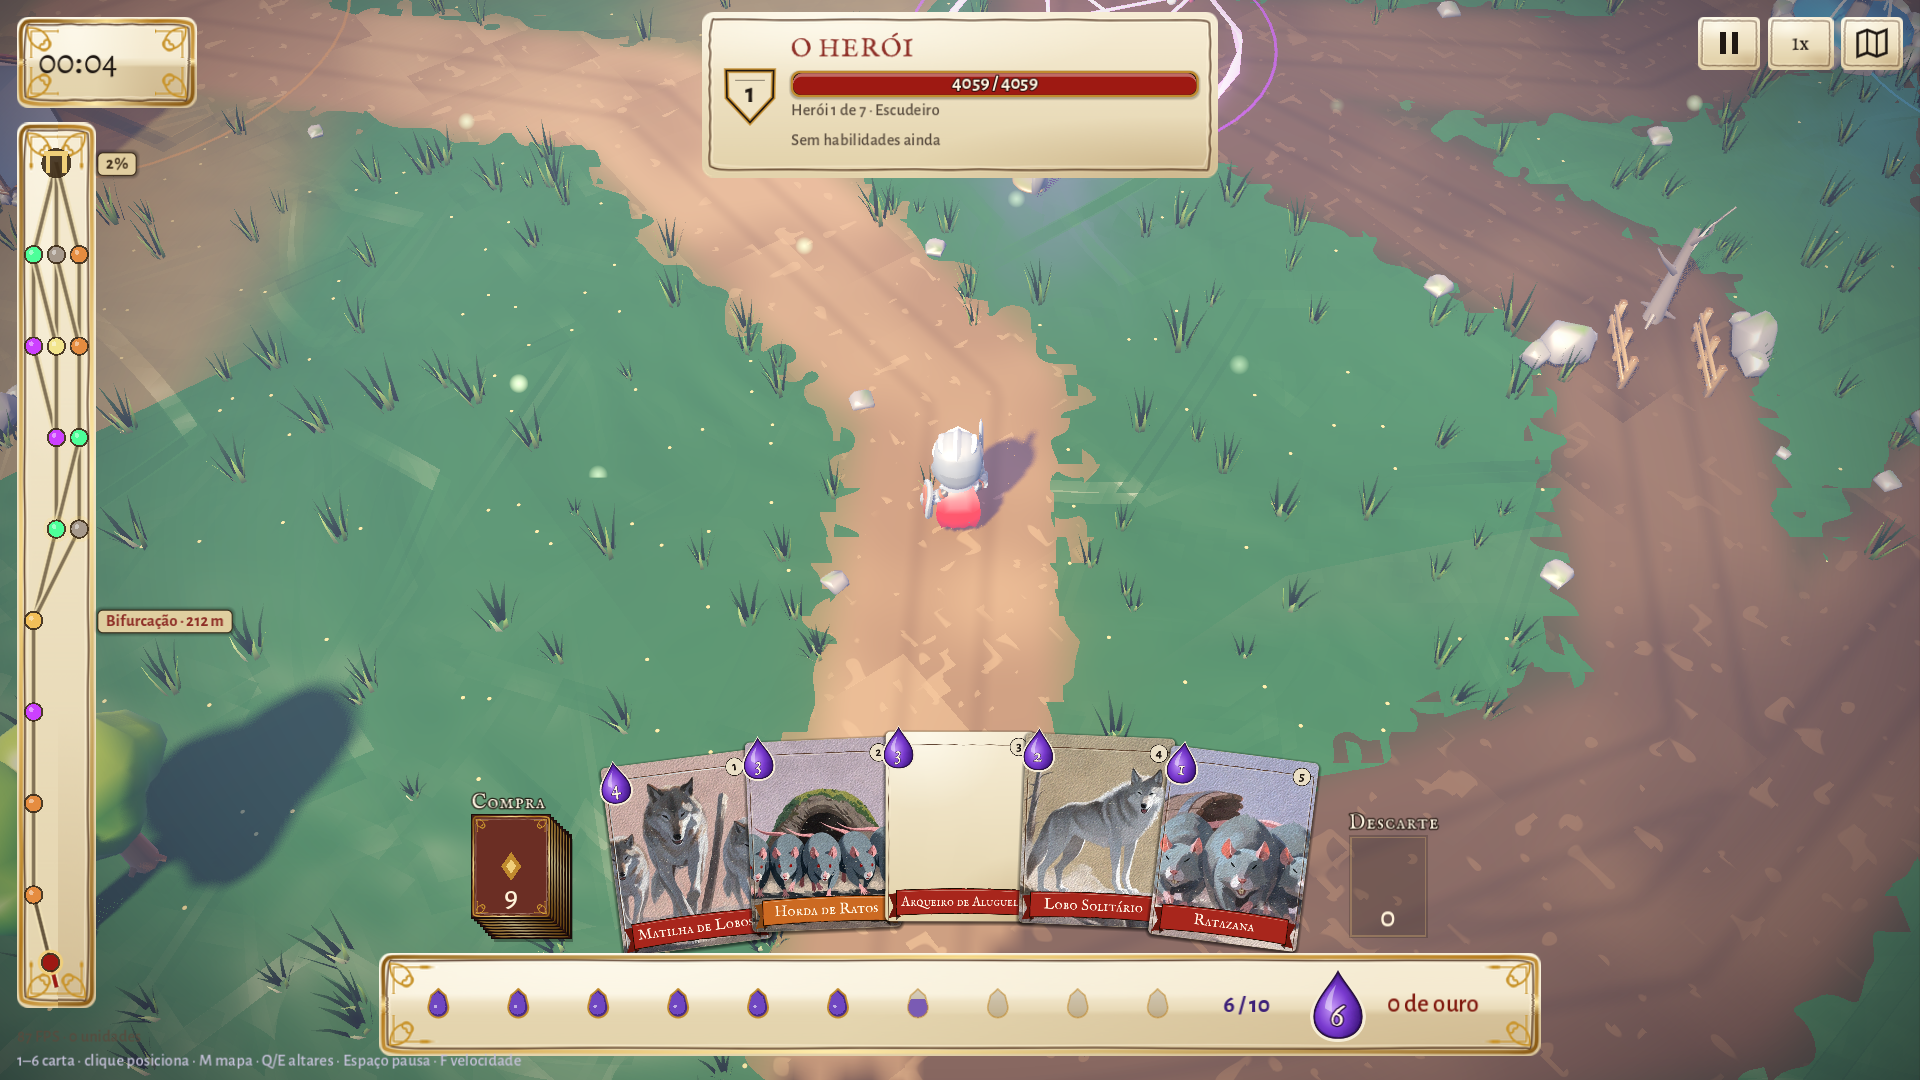 00:04
O HERÓI
1
4059 / 4059
Herói 1 de 7 · Escudeiro
Sem habilidades ainda
1x
2%
Bifurcação · 212 m
COMPRA
9
4
1
MATILHA DE LOBOS
3
2
HORDA DE RATOS
3
3
ARQUEIRO DE ALUGUEL
2
4
LOBO SOLITÁRIO
1
5
RATAZANA
DESCARTE
0
6 / 10
6
0 de ouro
1–6 carta · clique posiciona · M mapa · Q/E altares · Espaço pausa · F velocidade